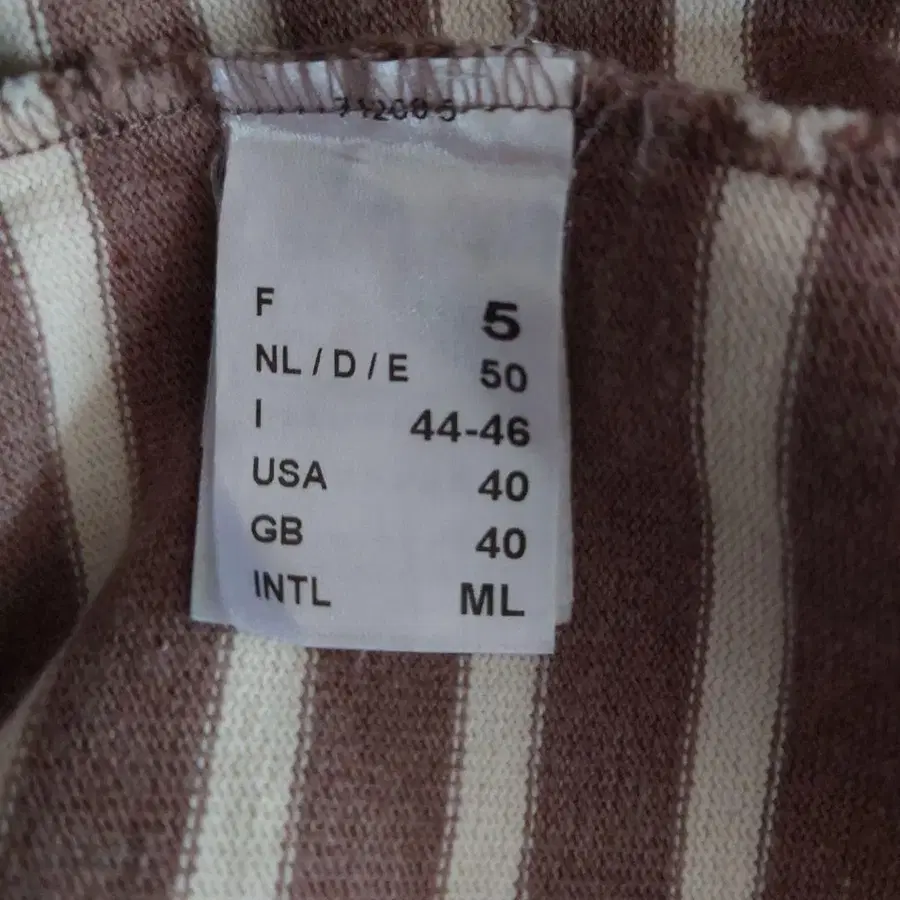 F 5
NL / D / E 50
I 44-46
USA 40
GB 40
INTL ML